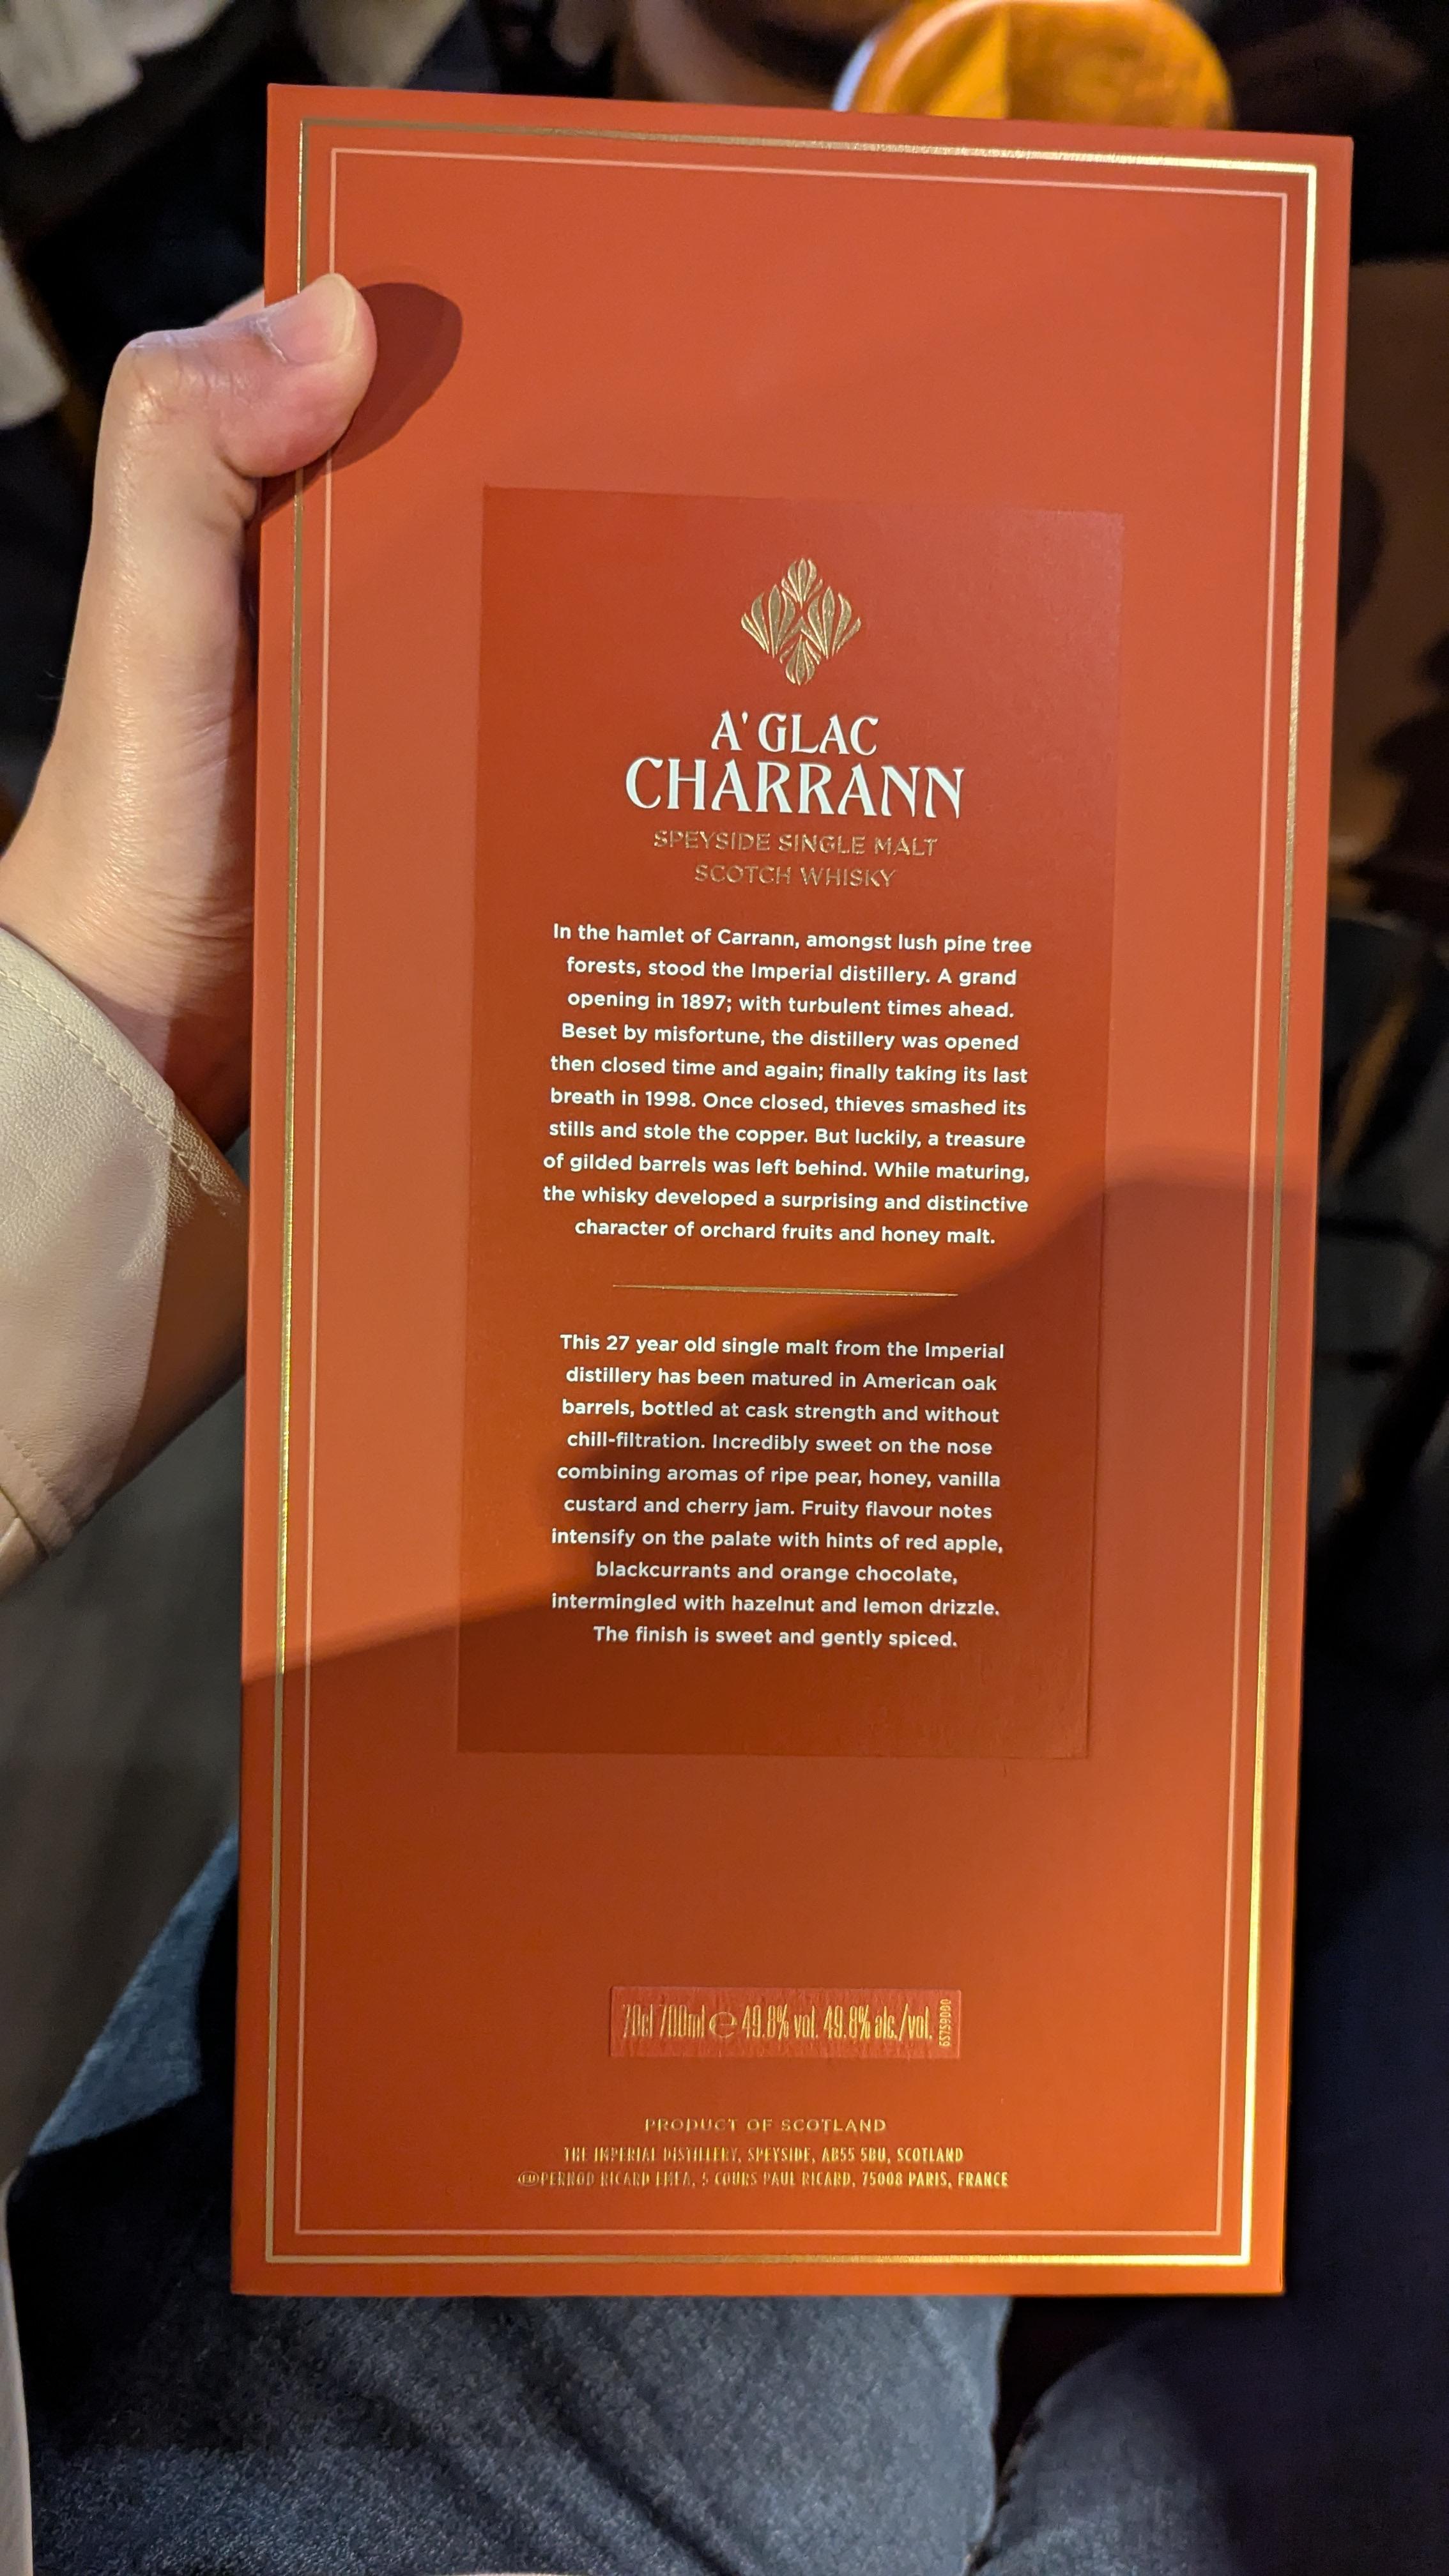 A' GLAC
CHARRANN
SPEYSIDE SINGLE MALT
SCOTCH WHISKY
In the hamlet of Carrann, amongst lush pine tree
forests, stood the Imperial distillery. A grand
opening in 1897; with turbulent times ahead.
Beset by misfortune, the distillery was opened
then closed time and again; finally taking its last
breath in 1998. Once closed, thieves smashed its
stills and stole the copper. But luckily, a treasure
of gilded barrels was left behind. While maturing,
the whisky developed a surprising and distinctive
character of orchard fruits and honey malt.
This 27 year old single malt from the Imperial
distillery has been matured in American oak
barrels, bottled at cask strength and without
chill-filtration. Incredibly sweet on the nose
combining aromas of ripe pear, honey, vanilla
custard and cherry jam. Fruity flavour notes
intensify on the palate with hints of red apple,
blackcurrants and orange chocolate,
intermingled with hazelnut and lemon drizzle.
The finish is sweet and gently spiced.
70cl 700ml ℮ 49.8% vol. 49.8% alc./vol.
PRODUCT OF SCOTLAND
THE IMPERIAL DISTILLERY, SPEYSIDE, AB55 5BU, SCOTLAND
EU PERNOD RICARD EMEA, 5 COURS PAUL RICARD, 75008 PARIS, FRANCE